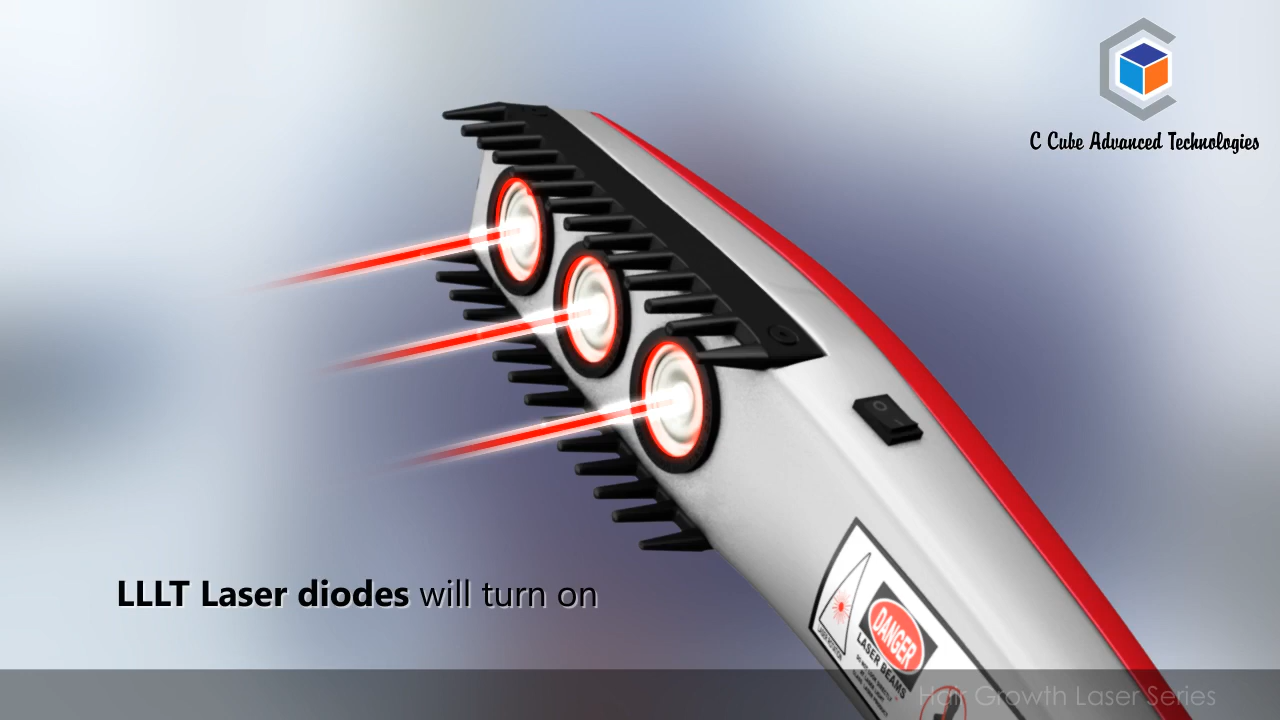 C Cube Advanced Technologies
LLLT Laser diodes will turn on
DANGER
LASER BEAMS
Hair Growth Laser Series